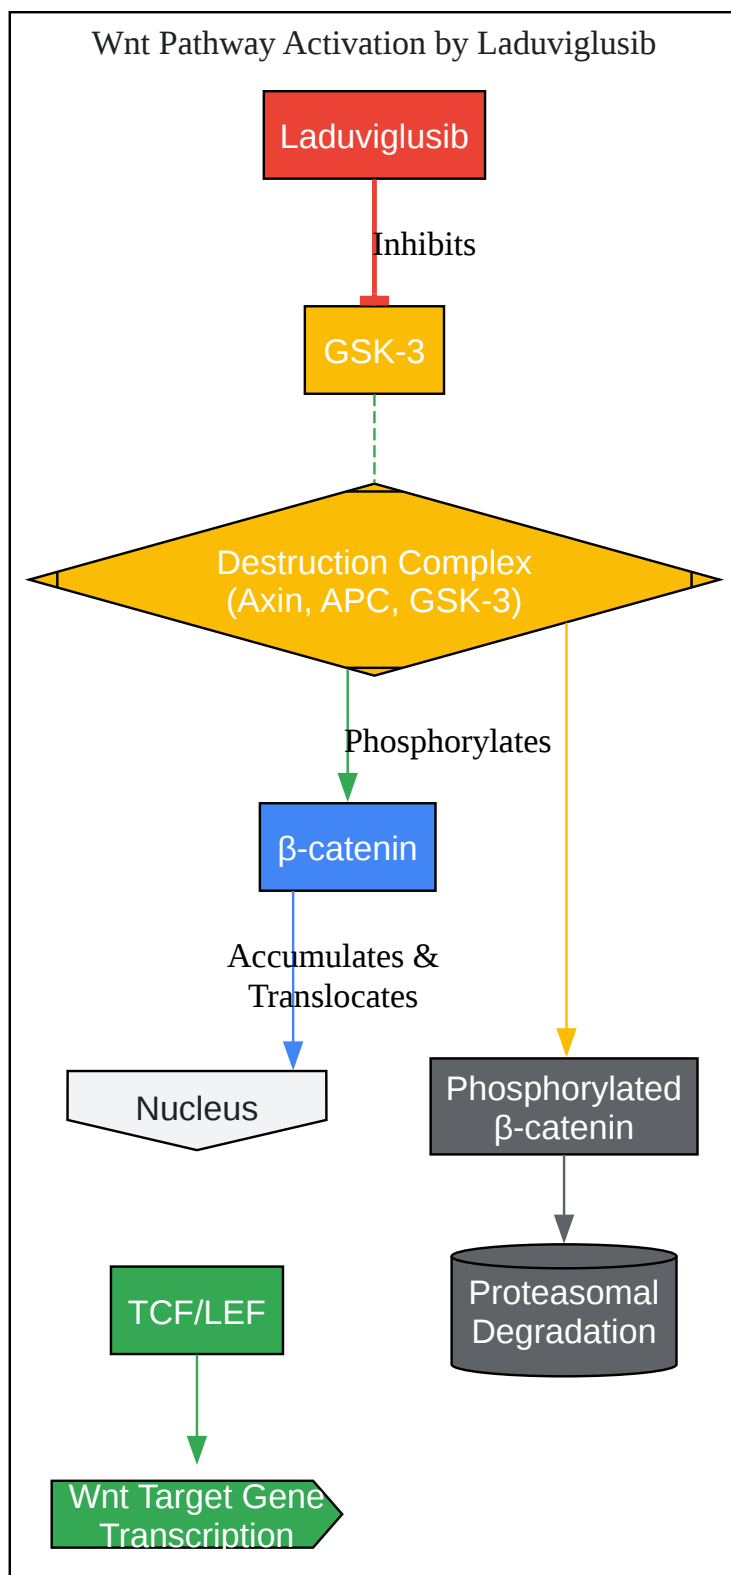 Wnt Pathway Activation by Laduviglusib
Laduviglusib
Inhibits
GSK-3
Destruction Complex
(Axin, APC, GSK-3)
Phosphorylates
β-catenin
Accumulates &
Translocates
Nucleus
Phosphorylated
β-catenin
TCF/LEF
Proteasomal
Degradation
Wnt Target Gene
Transcription